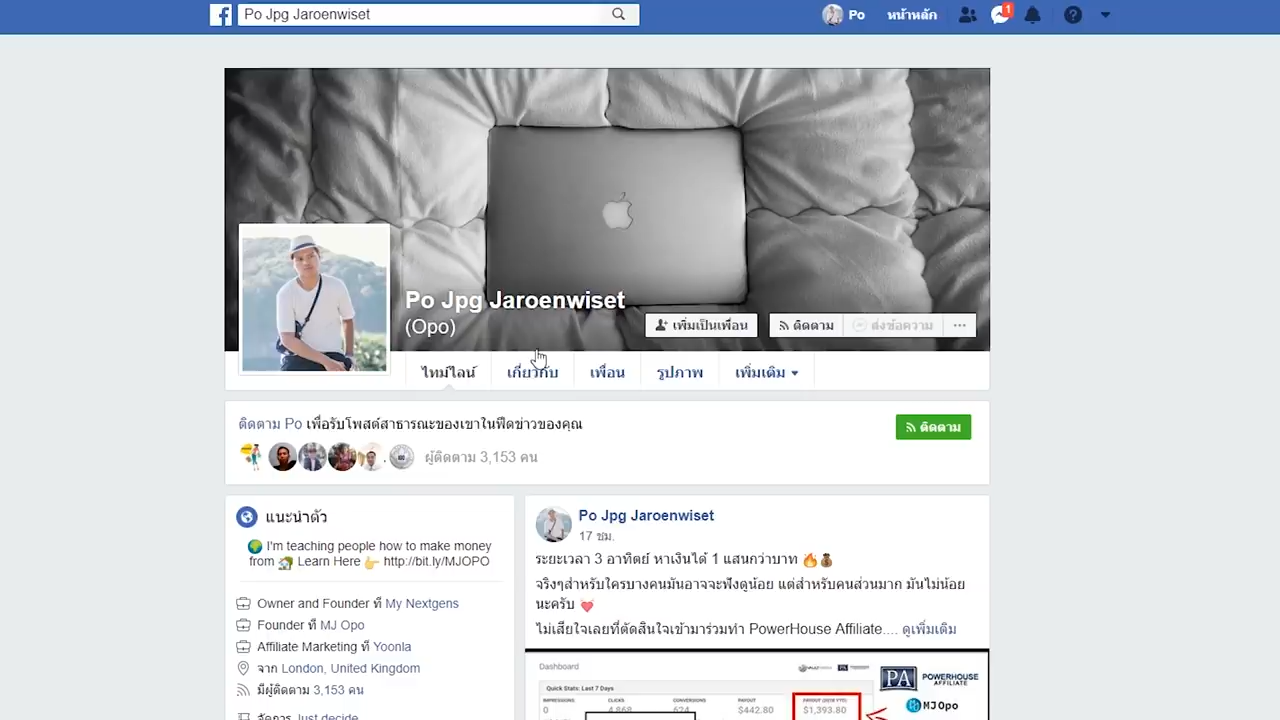 Po Jpg Jaroenwiset
Po
หน้าหลัก
1
Po Jpg Jaroenwiset
(Opo)
เพิ่มเป็นเพื่อน
ติดตาม
ส่งข้อความ
ไทม์ไลน์
เกี่ยวกับ
เพื่อน
รูปภาพ
เพิ่มเติม
ติดตาม Po เพื่อรับโพสต์สาธารณะของเขาในฟีดข่าวของคุณ
ติดตาม
ผู้ติดตาม 3,153 คน
แนะนำตัว
I'm teaching people how to make money
from Learn Here http://bit.ly/MJOPO
Owner and Founder ที่ My Nextgens
Founder ที่ MJ Opo
Affiliate Marketing ที่ Yoonla
จาก London, United Kingdom
มีผู้ติดตาม 3,153 คน
จัดการ Just decide
Po Jpg Jaroenwiset
17 ชม.
ระยะเวลา 3 อาทิตย์ หาเงินได้ 1 แสนกว่าบาท
จริงๆสำหรับใครบางคนมันอาจจะฟังดูน้อย แต่สำหรับคนส่วนมาก มันไม่น้อย
นะครับ
ไม่เสียใจเลยที่ตัดสินใจเข้ามาร่วมทำ PowerHouse Affiliate.... ดูเพิ่มเติม
Dashboard
PA POWERHOUSE
AFFILIATE
Quick Stats: Last 7 Days
IMPRESSIONS
CLICKS
CONVERSIONS
PAYOUT
PAYOUT (2018 YTD)
0
4,868
624
$442.80
$1,393.80
MJ Opo